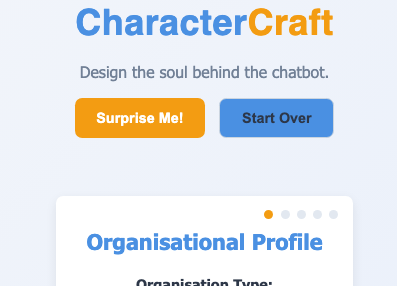 CharacterCraft
Design the soul behind the chatbot.
Surprise Me!
Start Over
Organisational Profile
Organisation Type: